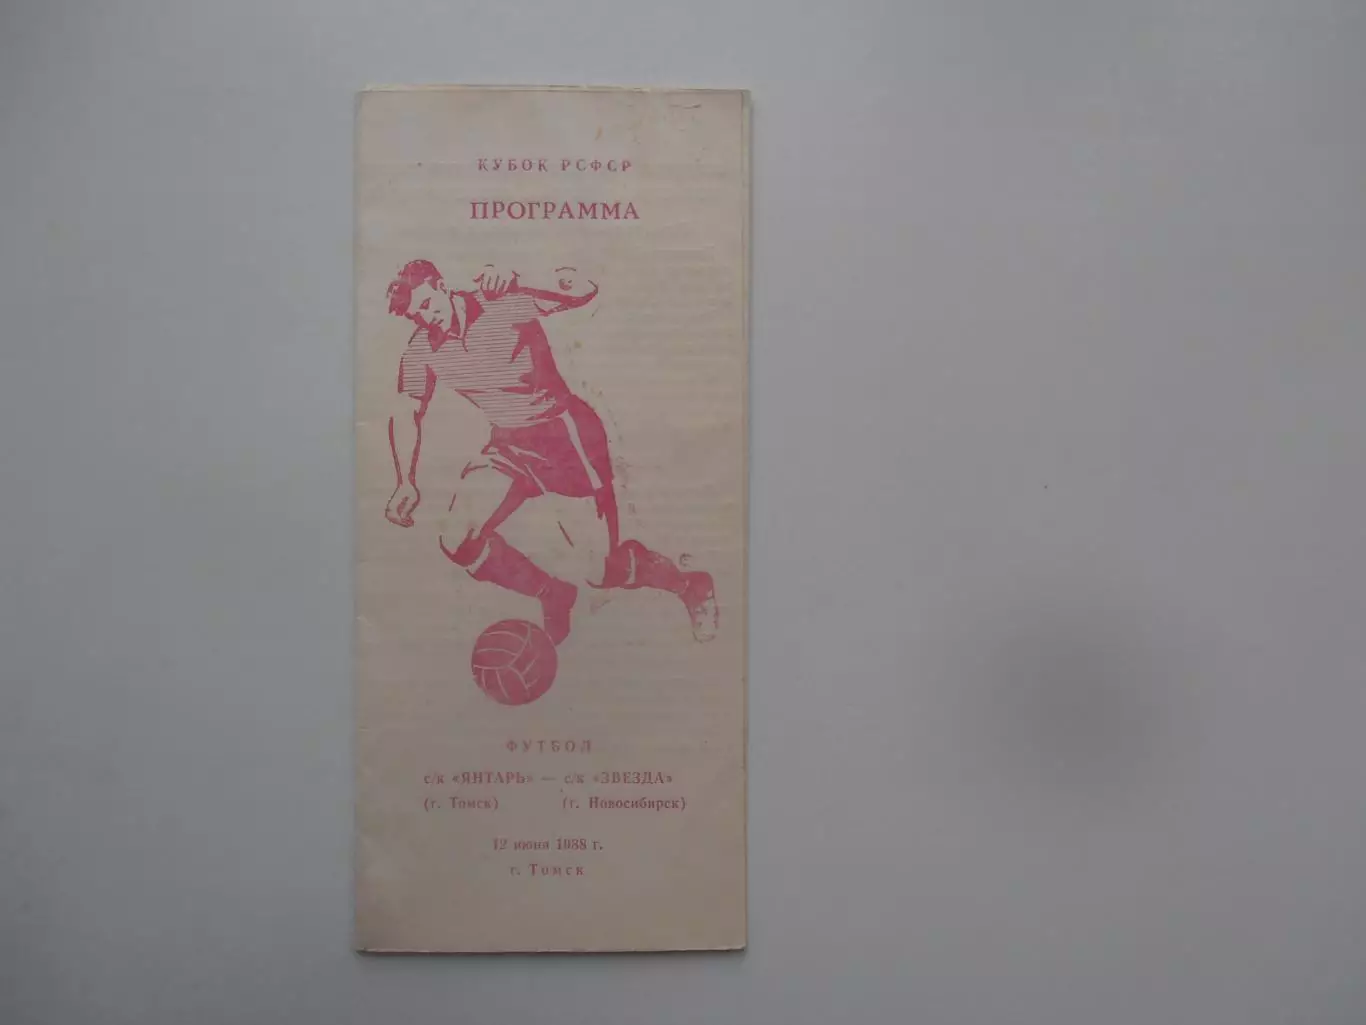 КУБОК РСФСР
ПРОГРАММА
ФУТБОЛ
с/к «ЯНТАРЬ» — с/к «ЗВЕЗДА»
(г. Томск) (г. Новосибирск)
12 июня 1988 г.
г. Томск